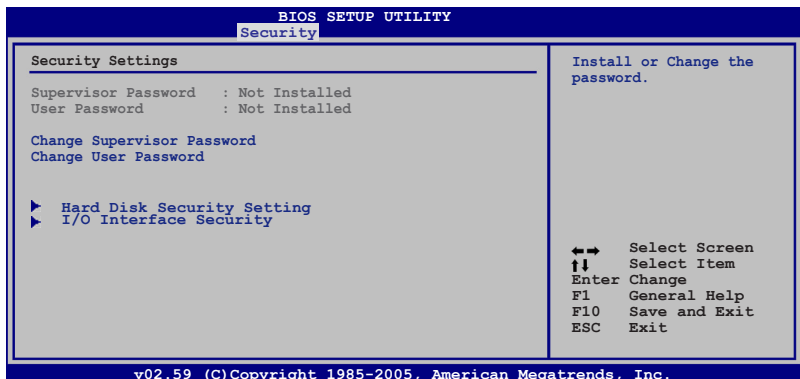 BIOS SETUP UTILITY
Security
Security Settings
Supervisor Password : Not Installed
User Password : Not Installed
Change Supervisor Password
Change User Password
Hard Disk Security Setting
I/O Interface Security
Install or Change the
password.
Select Screen
Select Item
Enter Change
F1 General Help
F10 Save and Exit
ESC Exit
v02.59 (C)Copyright 1985-2005, American Megatrends, Inc.